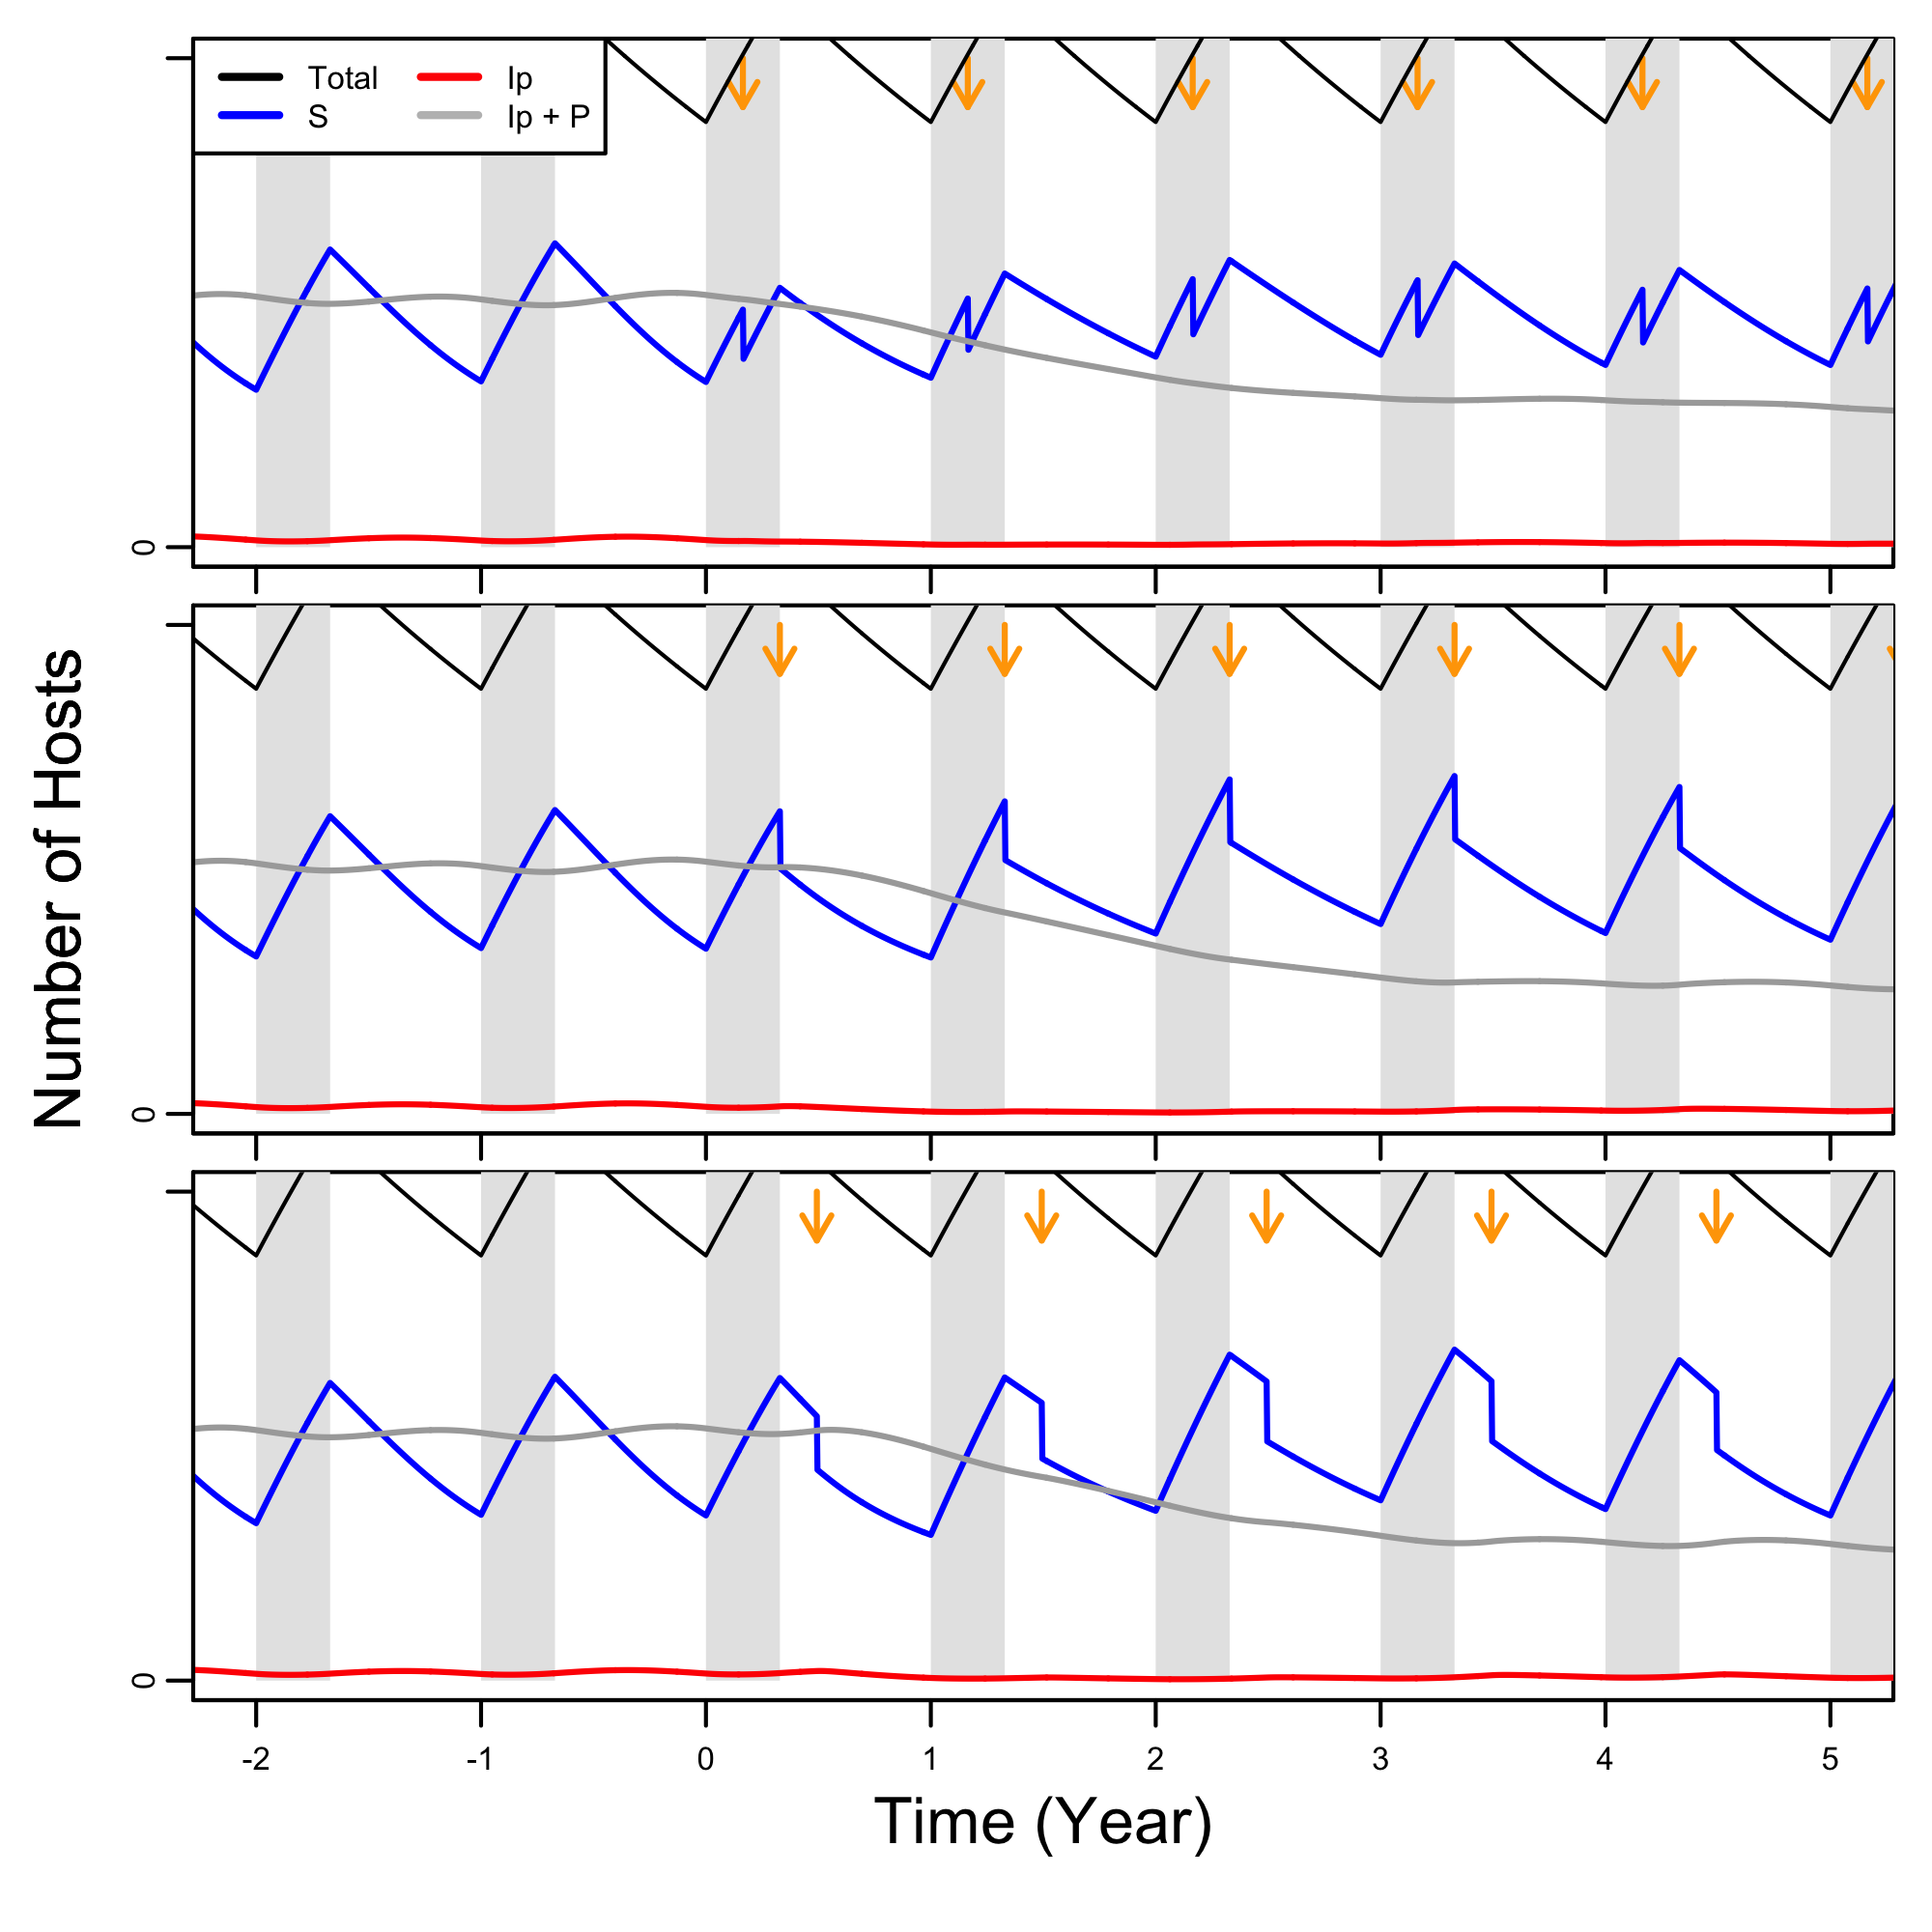 Total Ip
S Ip + P
0
Number of Hosts
0
0
-2 -1 0 1 2 3 4 5
Time (Year)